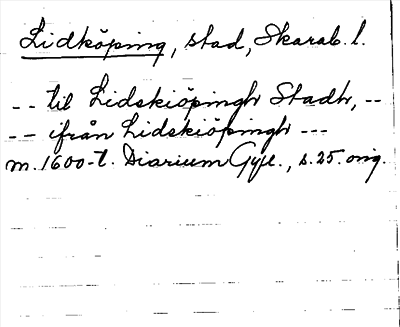 Lidköping, stad, Skarab. l.
-- til Lidskiöpingh Stadh, --
-- ifrån Lidskiöpingh ---
m. 1600-t. Diarium Gyll., s. 25. orig.